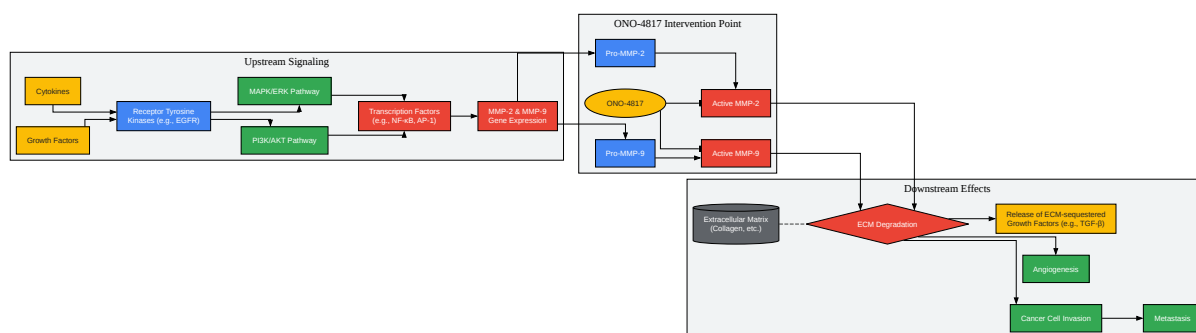 ONO-4817 Intervention Point
Upstream Signaling
Pro-MMP-2
Cytokines
MAPK/ERK Pathway
ONO-4817
Active MMP-2
Receptor Tyrosine
Kinases (e.g., EGFR)
Transcription Factors
(e.g., NF-κB, AP-1)
MMP-2 & MMP-9
Gene Expression
Growth Factors
PI3K/AKT Pathway
Pro-MMP-9
Active MMP-9
Downstream Effects
Extracellular Matrix
(Collagen, etc.)
ECM Degradation
Release of ECM-sequestered
Growth Factors (e.g., TGF-β)
Angiogenesis
Cancer Cell Invasion
Metastasis